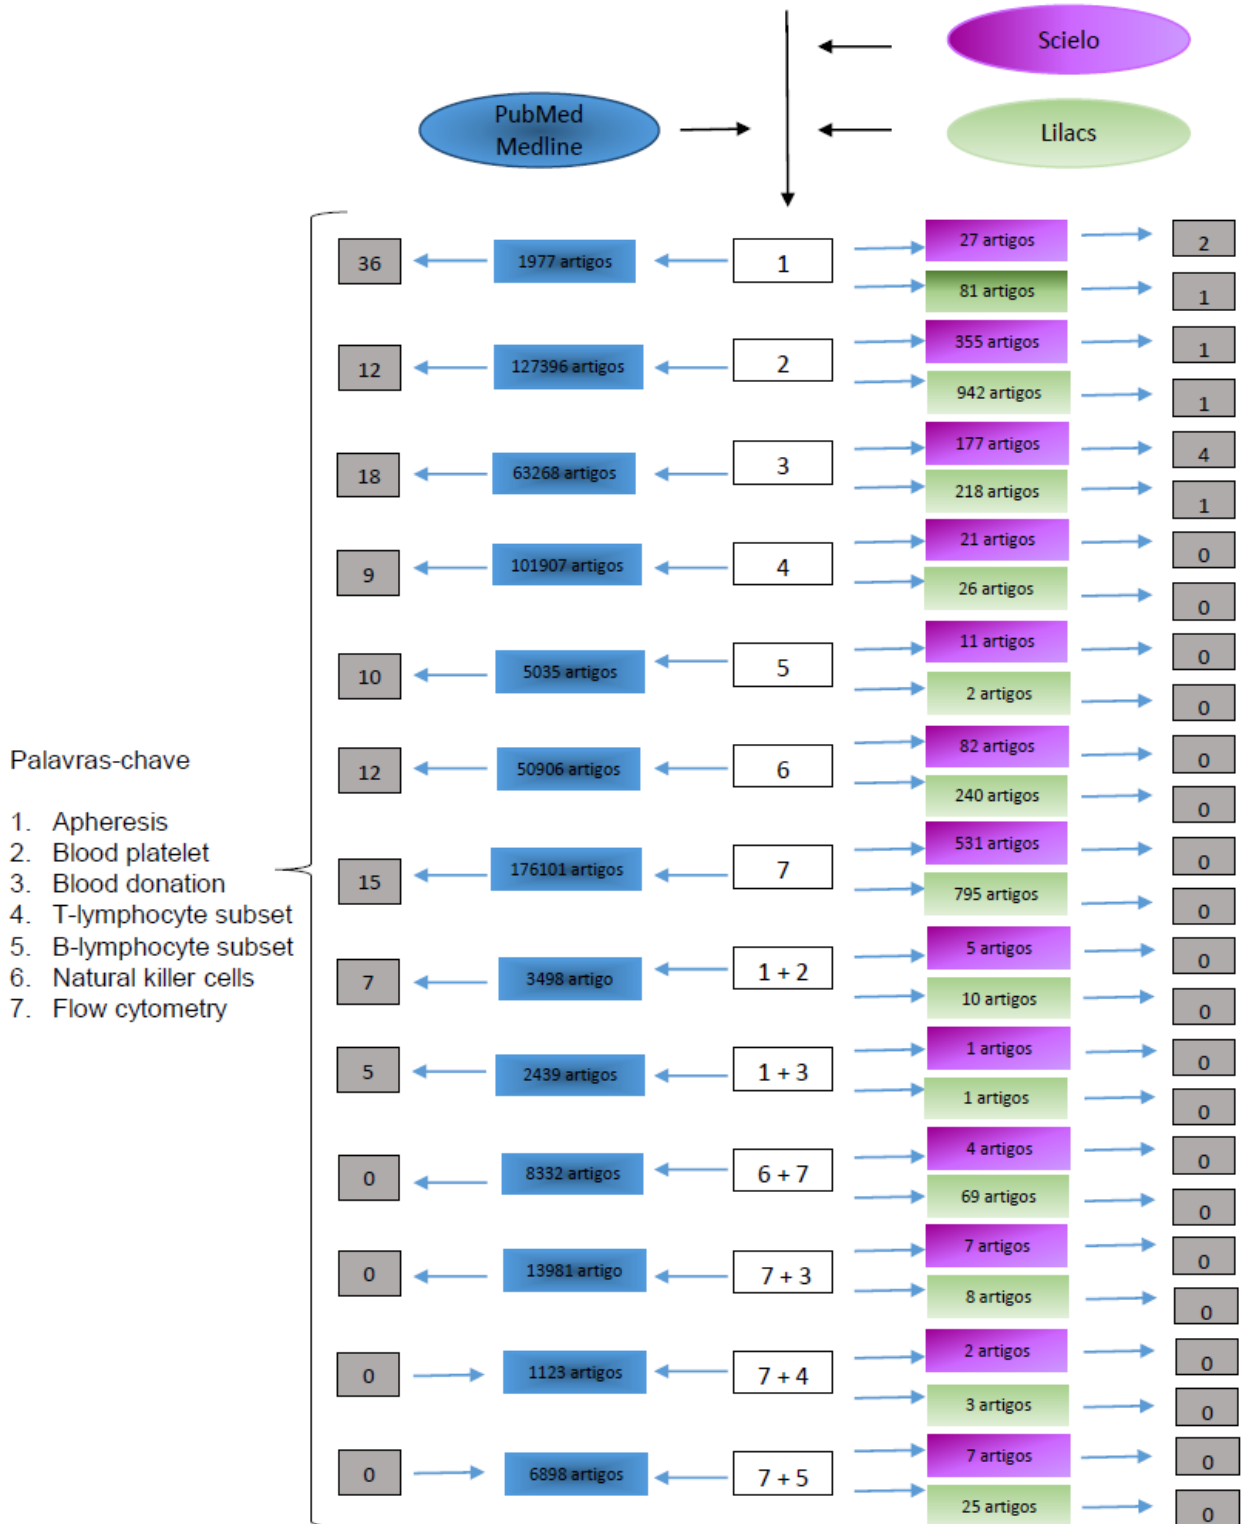 Scielo
PubMed
Medline
Lilacs
36
1977 artigos
1
27 artigos
2
81 artigos
1
12
127396 artigos
2
355 artigos
1
942 artigos
1
18
63268 artigos
3
177 artigos
4
218 artigos
1
9
101907 artigos
4
21 artigos
0
26 artigos
0
10
5035 artigos
5
11 artigos
0
2 artigos
0
12
50906 artigos
6
82 artigos
0
240 artigos
0
15
176101 artigos
7
531 artigos
0
795 artigos
0
7
3498 artigo
1 + 2
5 artigos
0
10 artigos
0
5
2439 artigos
1 + 3
1 artigos
0
1 artigos
0
0
8332 artigos
6 + 7
4 artigos
0
69 artigos
0
0
13981 artigo
7 + 3
7 artigos
0
8 artigos
0
0
1123 artigos
7 + 4
2 artigos
0
3 artigos
0
0
6898 artigos
7 + 5
7 artigos
0
25 artigos
0
Palavras-chave
1. Apheresis
2. Blood platelet
3. Blood donation
4. T-lymphocyte subset
5. B-lymphocyte subset
6. Natural killer cells
7. Flow cytometry